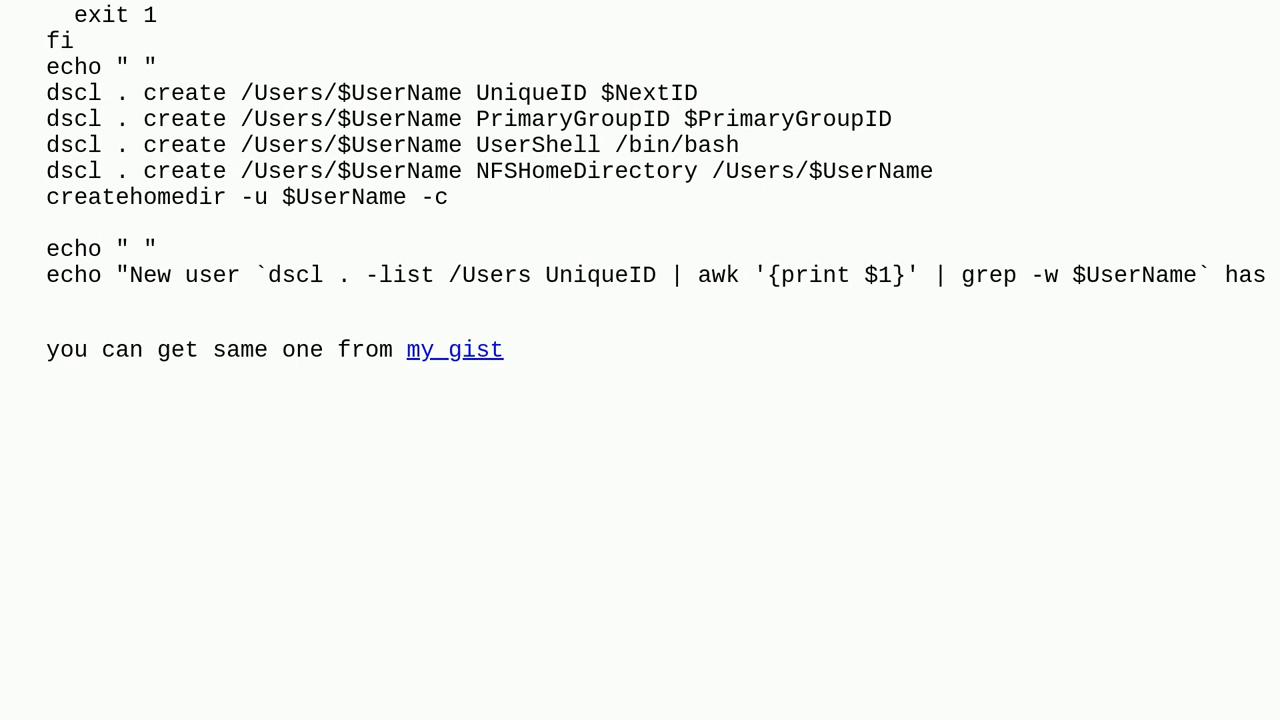 exit 1
fi
echo " "
dscl . create /Users/$UserName UniqueID $NextID
dscl . create /Users/$UserName PrimaryGroupID $PrimaryGroupID
dscl . create /Users/$UserName UserShell /bin/bash
dscl . create /Users/$UserName NFSHomeDirectory /Users/$UserName
createhomedir -u $UserName -c
echo " "
echo "New user `dscl . -list /Users UniqueID | awk '{print $1}' | grep -w $UserName` has
you can get same one from my gist